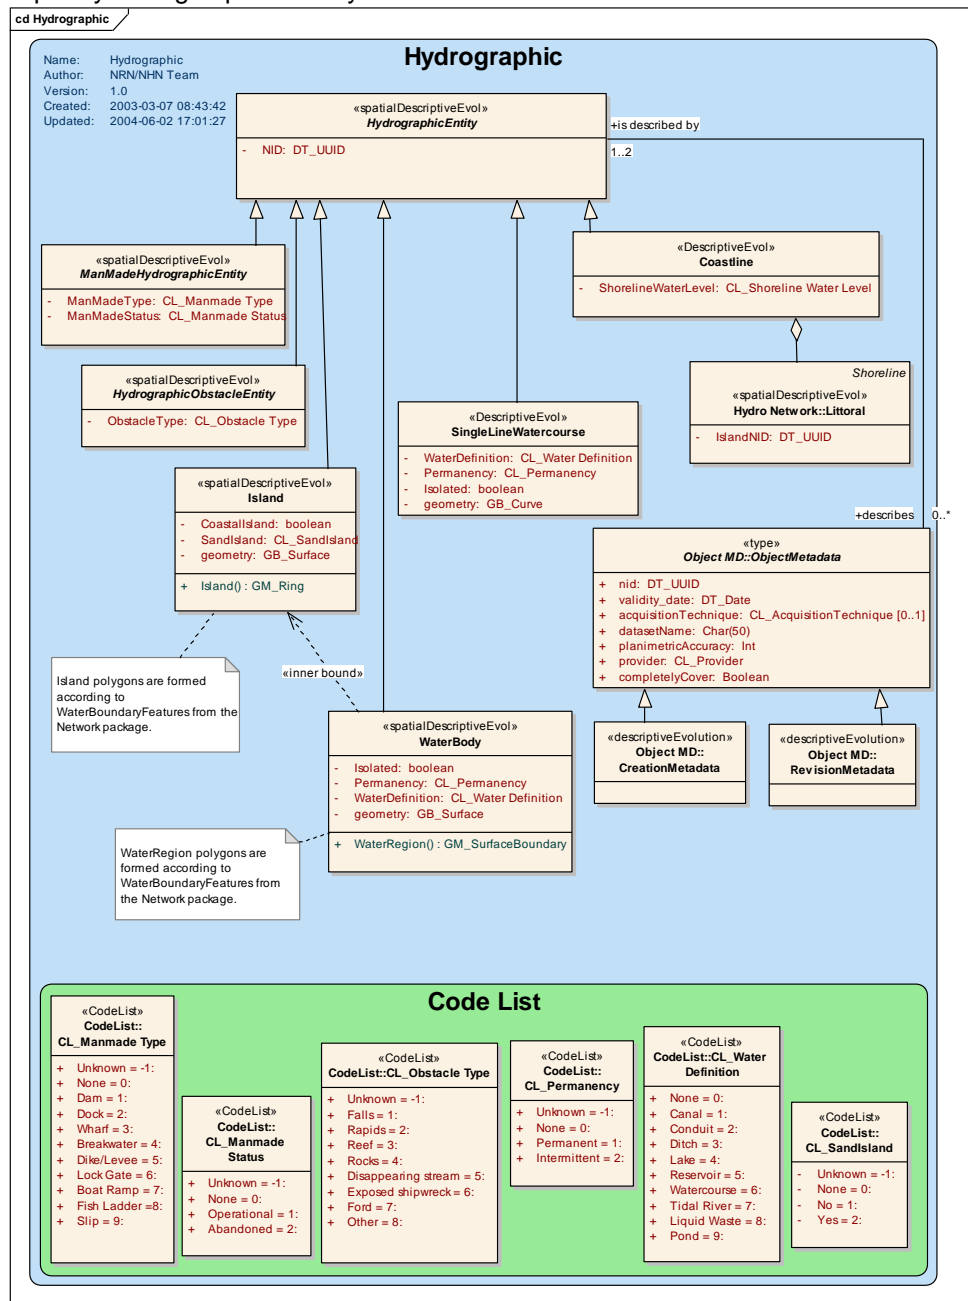 cd Hydrographic
Hydrographic
Name: Hydrographic
Author: NRN/NHN Team
Version: 1.0
Created: 2003-03-07 08:43:42
Updated: 2004-06-02 17:01:27
«spatialDescriptiveEvol»
HydrographicEntity
- NID: DT_UUID
+is described by
1..2
«spatialDescriptiveEvol»
ManMadeHydrographicEntity
- ManMadeType: CL_Manmade Type
- ManMadeStatus: CL_Manmade Status
«DescriptiveEvol»
Coastline
- ShorelineWaterLevel: CL_Shoreline Water Level
«spatialDescriptiveEvol»
HydrographicObstacleEntity
- ObstacleType: CL_Obstacle Type
Shoreline
«spatialDescriptiveEvol»
Hydro Network::Littoral
- IslandNID: DT_UUID
«DescriptiveEvol»
SingleLineWatercourse
- WaterDefinition: CL_Water Definition
- Permanency: CL_Permanency
- Isolated: boolean
- geometry: GB_Curve
«spatialDescriptiveEvol»
Island
- CoastalIsland: boolean
- SandIsland: CL_SandIsland
- geometry: GB_Surface
+ Island() : GM_Ring
+describes 0..*
«type»
Object MD::ObjectMetadata
+ nid: DT_UUID
+ validity_date: DT_Date
+ acquisitionTechnique: CL_AcquisitionTechnique [0..1]
+ datasetName: Char(50)
+ planimetricAccuracy: Int
+ provider: CL_Provider
+ completelyCover: Boolean
Island polygons are formed
according to
WaterBoundaryFeatures from the
Network package.
«inner bound»
«spatialDescriptiveEvol»
WaterBody
- Isolated: boolean
- Permanency: CL_Permanency
- WaterDefinition: CL_Water Definition
- geometry: GB_Surface
+ WaterRegion() : GM_SurfaceBoundary
«descriptiveEvolution»
Object MD::
CreationMetadata
«descriptiveEvolution»
Object MD::
RevisionMetadata
WaterRegion polygons are
formed according to
WaterBoundaryFeatures from
the Network package.
Code List
«CodeList»
CodeList::
CL_Manmade Type
+ Unknown = -1:
+ None = 0:
+ Dam = 1:
+ Dock = 2:
+ Wharf = 3:
+ Breakwater = 4:
+ Dike/Levee = 5:
+ Lock Gate = 6:
+ Boat Ramp = 7:
+ Fish Ladder =8:
+ Slip = 9:
«CodeList»
CodeList::
CL_Manmade
Status
+ Unknown = -1:
+ None = 0:
+ Operational = 1:
+ Abandoned = 2:
«CodeList»
CodeList::CL_Obstacle Type
+ Unknown = -1:
+ Falls = 1:
+ Rapids = 2:
+ Reef = 3:
+ Rocks = 4:
+ Disappearing stream = 5:
+ Exposed shipwreck = 6:
+ Ford = 7:
+ Other = 8:
«CodeList»
CodeList::
CL_Permanency
+ Unknown = -1:
+ None = 0:
+ Permanent = 1:
+ Intermittent = 2:
«CodeList»
CodeList::CL_Water
Definition
+ None = 0:
+ Canal = 1:
+ Conduit = 2:
+ Ditch = 3:
+ Lake = 4:
+ Reservoir = 5:
+ Watercourse = 6:
+ Tidal River = 7:
+ Liquid Waste = 8:
+ Pond = 9:
«CodeList»
CodeList::
CL_SandIsland
- Unknown = -1:
- None = 0:
- No = 1:
- Yes = 2: